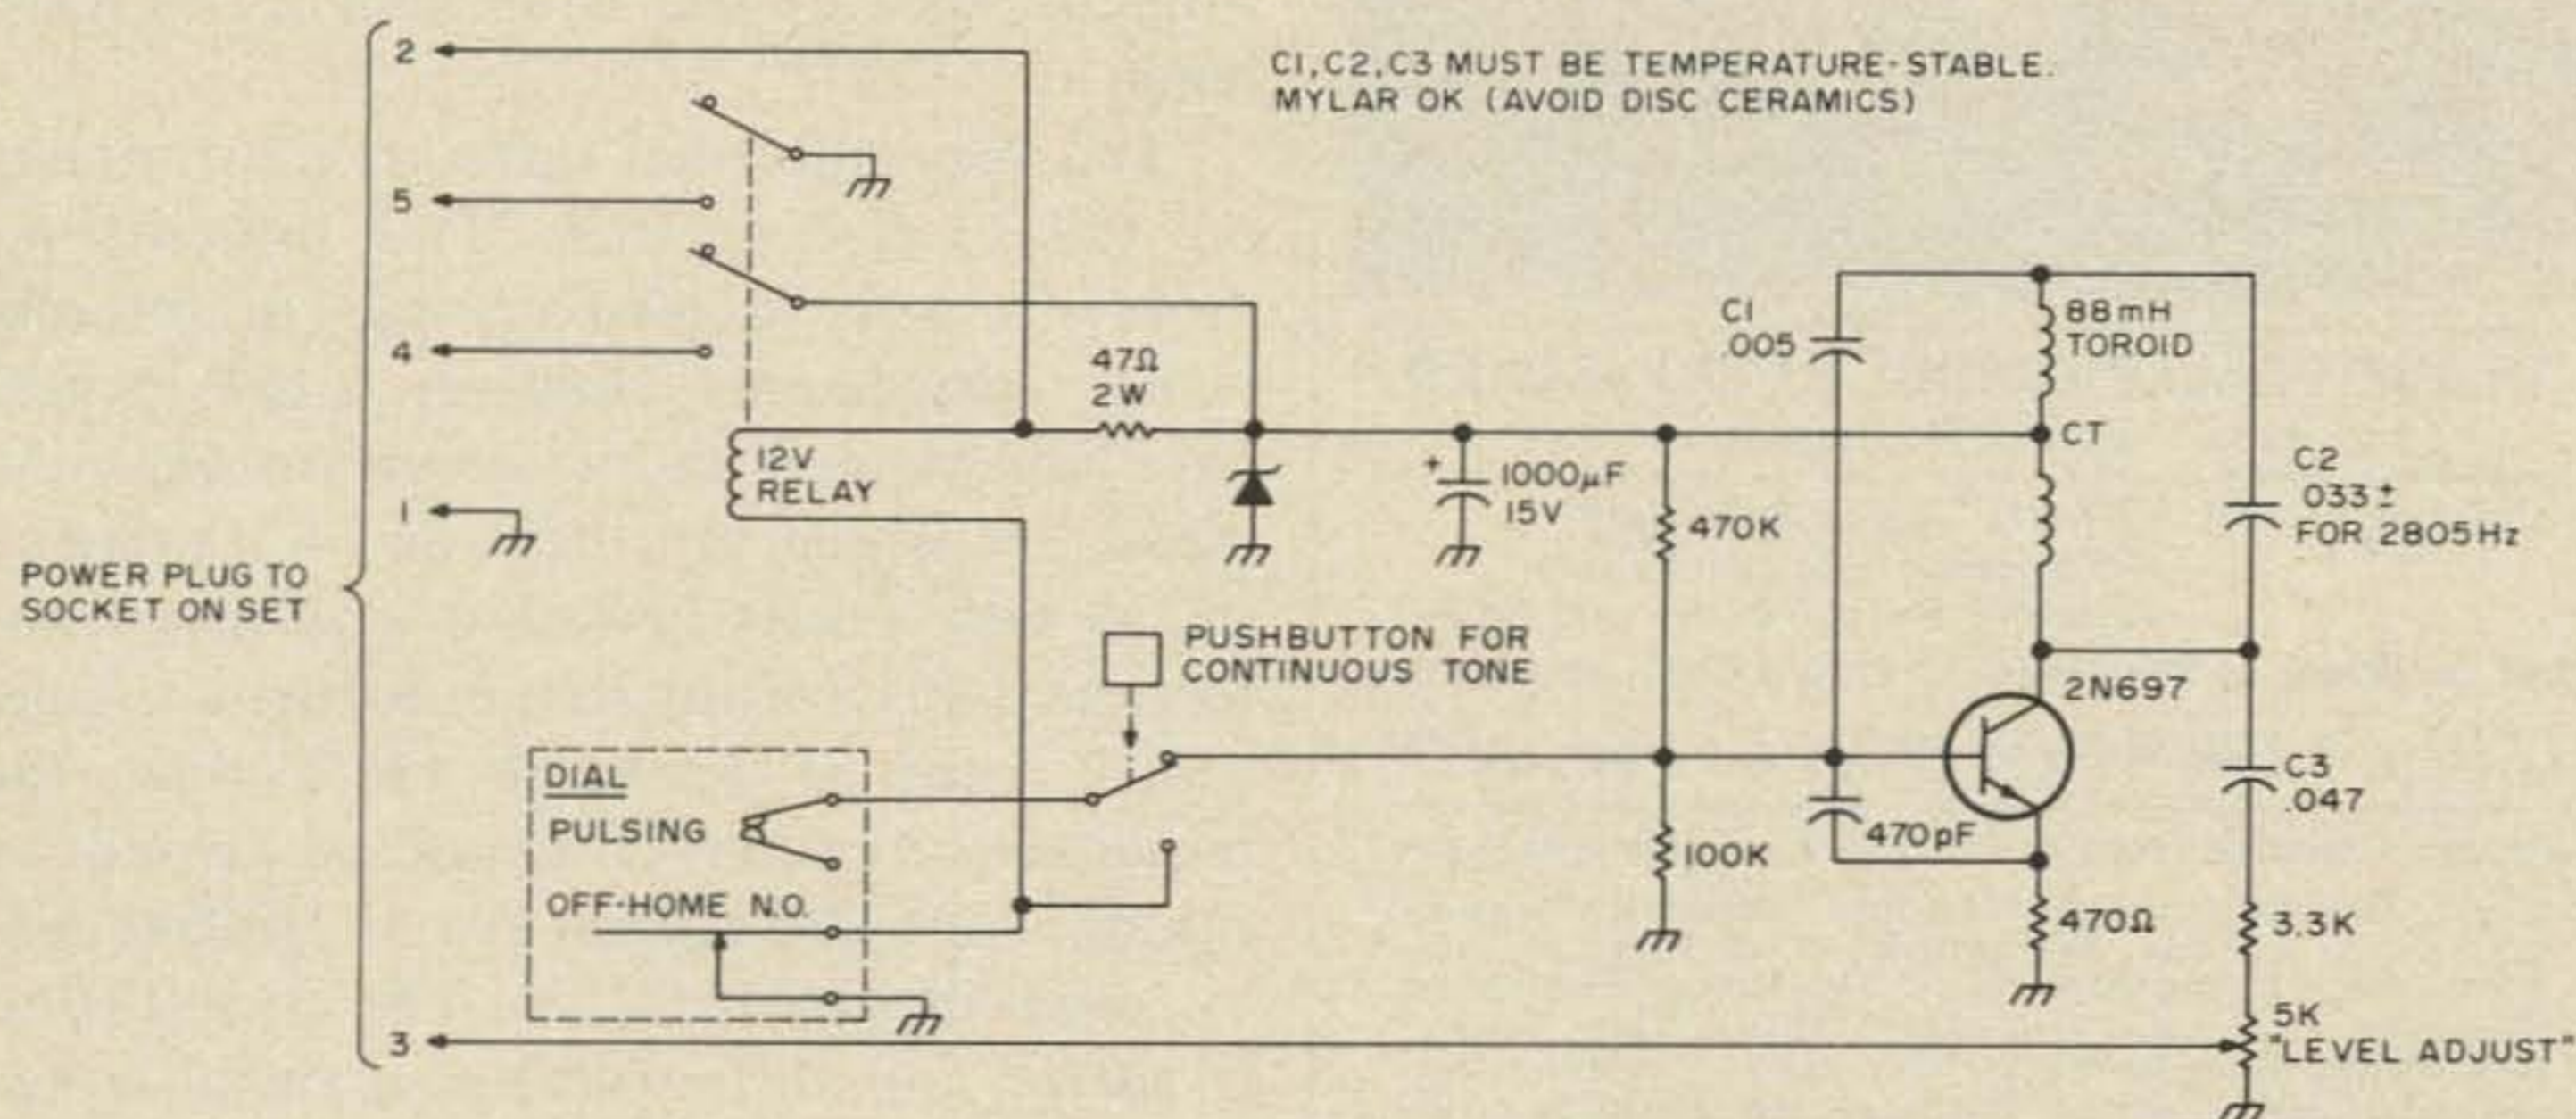 2
C1,C2,C3 MUST BE TEMPERATURE-STABLE.
MYLAR OK (AVOID DISC CERAMICS)
5
4
1
POWER PLUG TO
SOCKET ON SET
3
12V
RELAY
47Ω
2W
+
1000µF
15V
470K
C1
.005
88mH
TOROID
CT
C2
.033±
FOR 2805Hz
PUSHBUTTON FOR
CONTINUOUS TONE
2N697
DIAL
PULSING
OFF-HOME N.O.
100K
470pF
470Ω
C3
.047
3.3K
5K
"LEVEL ADJUST"